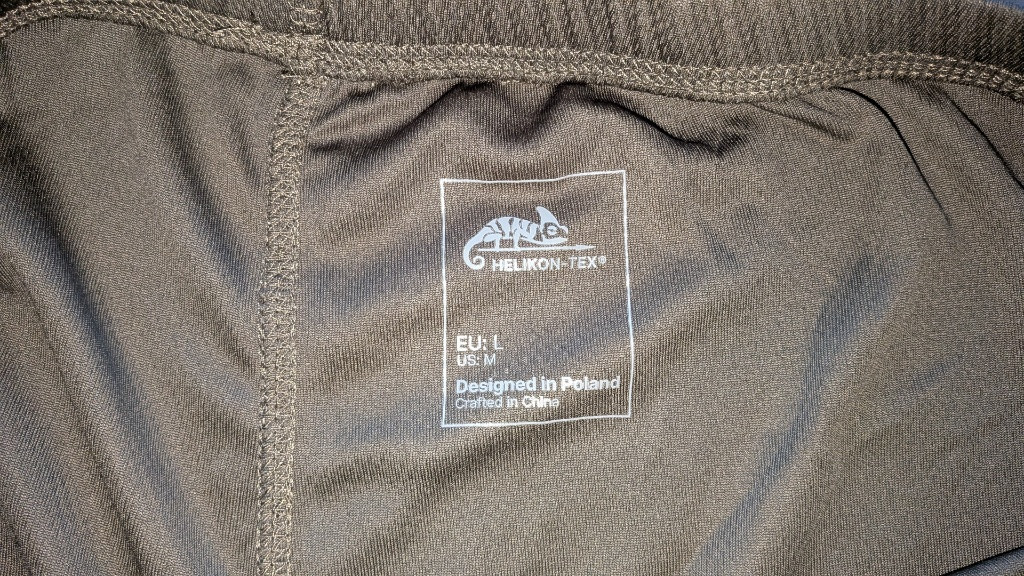 HELIKON-TEX®
EU: L
US: M
Designed in Poland
Crafted in China